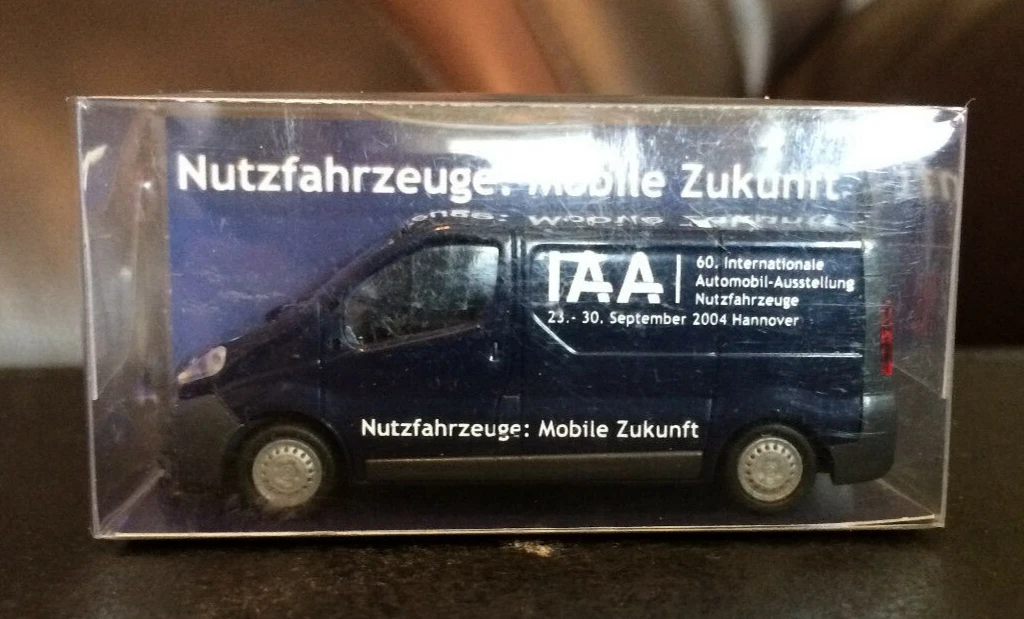 Nutzfahrzeuge: Mobile Zukunft
IAA
60. Internationale
Automobil-Ausstellung
Nutzfahrzeuge
23.- 30. September 2004 Hannover
Nutzfahrzeuge: Mobile Zukunft